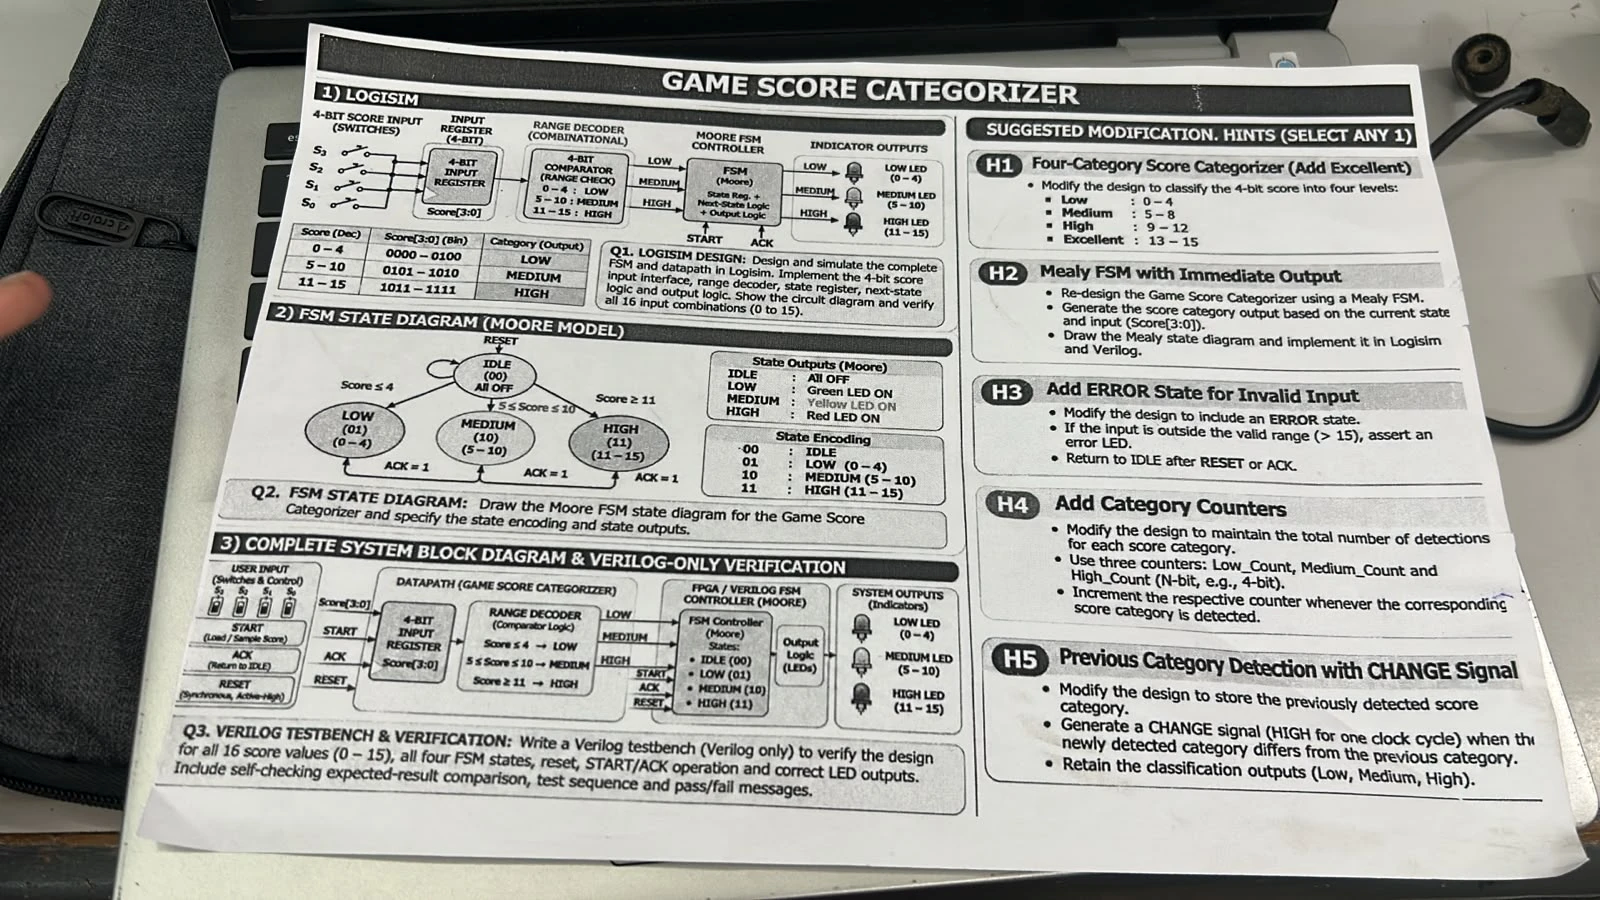 GAME SCORE CATEGORIZER
1) LOGISIM
4-BIT SCORE INPUT
(SWITCHES)
S3
S2
S1
S0
INPUT
REGISTER
(4-BIT)
4-BIT
INPUT
REGISTER
Score[3:0]
RANGE DECODER
(COMBINATIONAL)
4-BIT
COMPARATOR
(RANGE CHECK)
0 – 4 : LOW
5 – 10 : MEDIUM
11 – 15 : HIGH
LOW
MEDIUM
HIGH
MOORE FSM
CONTROLLER
FSM
(Moore)
State Reg. +
Next-State Logic
+ Output Logic
START
ACK
INDICATOR OUTPUTS
LOW
MEDIUM
HIGH
LOW LED
(0 – 4)
MEDIUM LED
(5 – 10)
HIGH LED
(11 – 15)
Score (Dec) Score[3:0] (Bin) Category (Output)
0 – 4 0000 – 0100 LOW
5 – 10 0101 – 1010 MEDIUM
11 – 15 1011 – 1111 HIGH
Q1. LOGISIM DESIGN: Design and simulate the complete
FSM and datapath in Logisim. Implement the 4-bit score
input interface, range decoder, state register, next-state
logic and output logic. Show the circuit diagram and verify
all 16 input combinations (0 to 15).
2) FSM STATE DIAGRAM (MOORE MODEL)
RESET
IDLE
(00)
All OFF
Score ≤ 4
5 ≤ Score ≤ 10
Score ≥ 11
LOW
(01)
(0 – 4)
MEDIUM
(10)
(5 – 10)
HIGH
(11)
(11 – 15)
ACK = 1
ACK = 1
ACK = 1
State Outputs (Moore)
IDLE : All OFF
LOW : Green LED ON
MEDIUM : Yellow LED ON
HIGH : Red LED ON
State Encoding
00 : IDLE
01 : LOW (0 – 4)
10 : MEDIUM (5 – 10)
11 : HIGH (11 – 15)
Q2. FSM STATE DIAGRAM: Draw the Moore FSM state diagram for the Game Score
Categorizer and specify the state encoding and state outputs.
3) COMPLETE SYSTEM BLOCK DIAGRAM & VERILOG-ONLY VERIFICATION
USER INPUT
(Switches & Control)
S3 S2 S1 S0
START
(Load / Sample Score)
ACK
(Return to IDLE)
RESET
(Synchronous, Active-High)
Score[3:0]
START
ACK
RESET
DATAPATH (GAME SCORE CATEGORIZER)
4-BIT
INPUT
REGISTER
Score[3:0]
RANGE DECODER
(Comparator Logic)
Score ≤ 4 → LOW
5 ≤ Score ≤ 10 → MEDIUM
Score ≥ 11 → HIGH
LOW
MEDIUM
HIGH
START
ACK
RESET
FPGA / VERILOG FSM
CONTROLLER (MOORE)
FSM Controller
(Moore)
States:
• IDLE (00)
• LOW (01)
• MEDIUM (10)
• HIGH (11)
Output
Logic
(LEDs)
SYSTEM OUTPUTS
(Indicators)
LOW LED
(0 – 4)
MEDIUM LED
(5 – 10)
HIGH LED
(11 – 15)
Q3. VERILOG TESTBENCH & VERIFICATION: Write a Verilog testbench (Verilog only) to verify the design
for all 16 score values (0 – 15), all four FSM states, reset, START/ACK operation and correct LED outputs.
Include self-checking expected-result comparison, test sequence and pass/fail messages.
SUGGESTED MODIFICATION. HINTS (SELECT ANY 1)
H1 Four-Category Score Categorizer (Add Excellent)
• Modify the design to classify the 4-bit score into four levels:
▪ Low : 0 – 4
▪ Medium : 5 – 8
▪ High : 9 – 12
▪ Excellent : 13 – 15
H2 Mealy FSM with Immediate Output
• Re-design the Game Score Categorizer using a Mealy FSM.
• Generate the score category output based on the current state
and input (Score[3:0]).
• Draw the Mealy state diagram and implement it in Logisim
and Verilog.
H3 Add ERROR State for Invalid Input
• Modify the design to include an ERROR state.
• If the input is outside the valid range (> 15), assert an
error LED.
• Return to IDLE after RESET or ACK.
H4 Add Category Counters
• Modify the design to maintain the total number of detections
for each score category.
• Use three counters: Low_Count, Medium_Count and
High_Count (N-bit, e.g., 4-bit).
• Increment the respective counter whenever the corresponding
score category is detected.
H5 Previous Category Detection with CHANGE Signal
• Modify the design to store the previously detected score
category.
• Generate a CHANGE signal (HIGH for one clock cycle) when the
newly detected category differs from the previous category.
• Retain the classification outputs (Low, Medium, High).